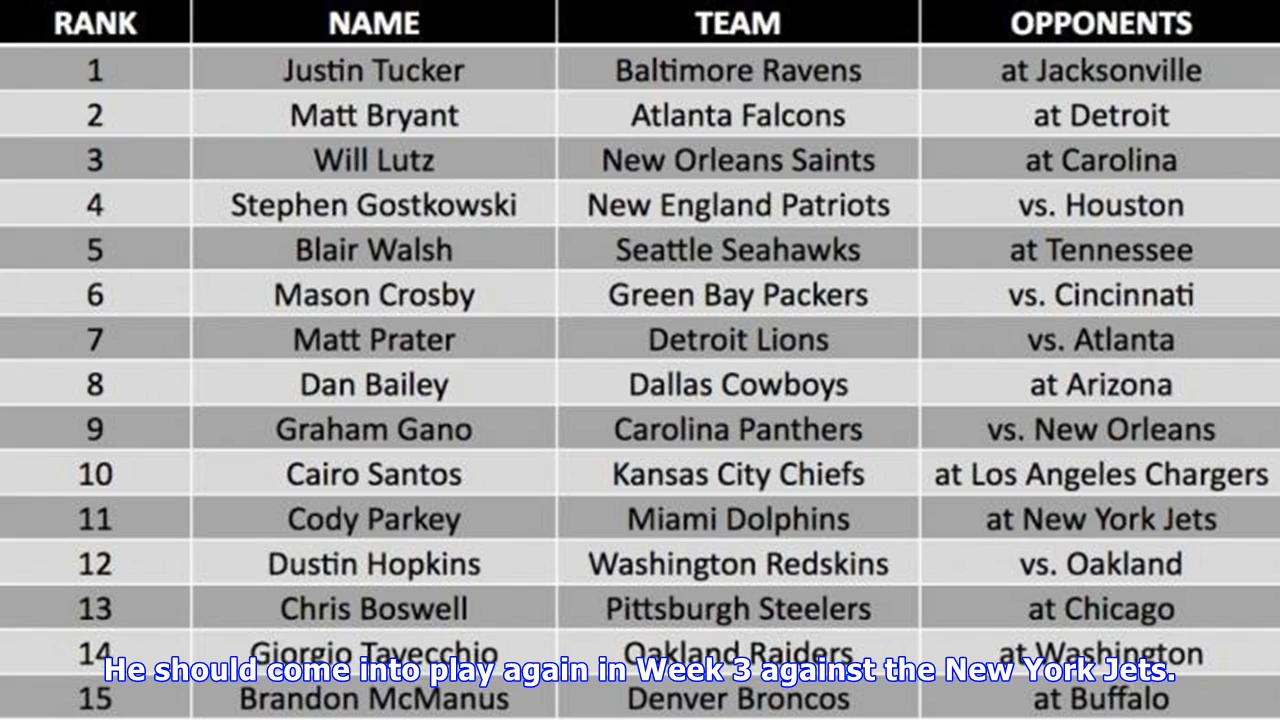 RANK NAME TEAM OPPONENTS
1 Justin Tucker Baltimore Ravens at Jacksonville
2 Matt Bryant Atlanta Falcons at Detroit
3 Will Lutz New Orleans Saints at Carolina
4 Stephen Gostkowski New England Patriots vs. Houston
5 Blair Walsh Seattle Seahawks at Tennessee
6 Mason Crosby Green Bay Packers vs. Cincinnati
7 Matt Prater Detroit Lions vs. Atlanta
8 Dan Bailey Dallas Cowboys at Arizona
9 Graham Gano Carolina Panthers vs. New Orleans
10 Cairo Santos Kansas City Chiefs at Los Angeles Chargers
11 Cody Parkey Miami Dolphins at New York Jets
12 Dustin Hopkins Washington Redskins vs. Oakland
13 Chris Boswell Pittsburgh Steelers at Chicago
14 Giorgio Tavecchio Oakland Raiders at Washington
He should come into play again in Week 3 against the New York Jets.
15 Brandon McManus Denver Broncos at Buffalo